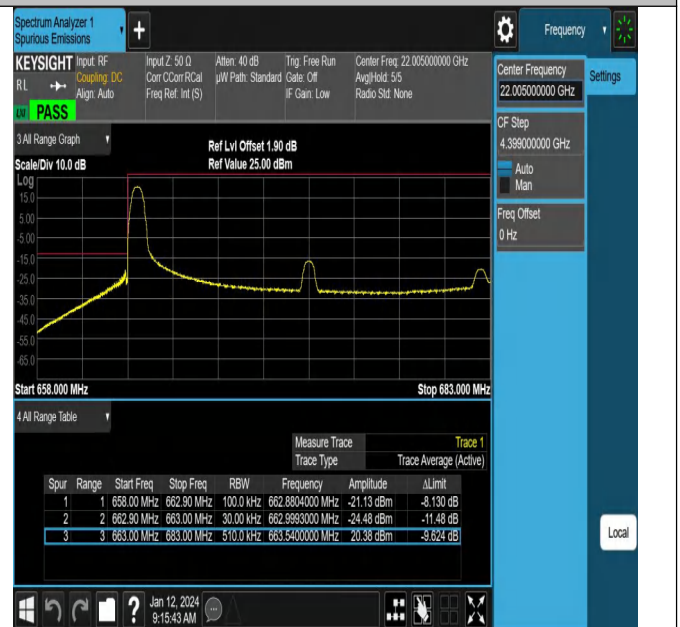 Spectrum Analyzer 1
Spurious Emissions
+
Frequency
KEYSIGHT Input: RF Input Z: 50 Ω Atten: 40 dB Trig: Free Run Center Freq: 22.005000000 GHz
RL Coupling: DC Corr CCorr RCal µW Path: Standard Gate: Off Avg|Hold: 5/5
Align: Auto Freq Ref: Int (S) IF Gain: Low Radio Std: None
LXI PASS
Center Frequency
22.005000000 GHz
Settings
CF Step
4.399000000 GHz
Auto
Man
Freq Offset
0 Hz
3 All Range Graph
Ref Lvl Offset 1.90 dB
Scale/Div 10.0 dB Ref Value 25.00 dBm
Log
15.0
5.00
-5.00
-15.0
-25.0
-35.0
-45.0
-55.0
-65.0
Start 658.000 MHz Stop 683.000 MHz
4 All Range Table
Measure Trace Trace 1
Trace Type Trace Average (Active)
Spur Range Start Freq Stop Freq RBW Frequency Amplitude ΔLimit
1 1 658.00 MHz 662.90 MHz 100.0 kHz 662.8804000 MHz -21.13 dBm -8.130 dB
2 2 662.90 MHz 663.00 MHz 30.00 kHz 662.9993000 MHz -24.48 dBm -11.48 dB
3 3 663.00 MHz 683.00 MHz 510.0 kHz 663.5400000 MHz 20.38 dBm -9.624 dB
Local
? Jan 12, 2024
9:15:43 AM